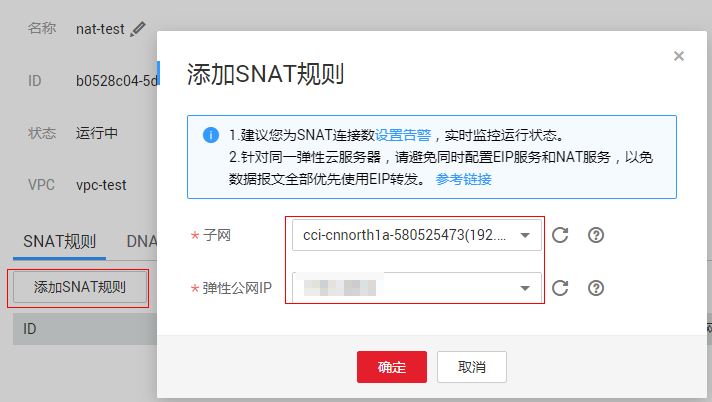 名称 nat-test
添加SNAT规则
ID b0528c04-5d
1.建议您为SNAT连接数设置告警，实时监控运行状态。
状态 运行中
2.针对同一弹性云服务器，请避免同时配置EIP服务和NAT服务，以免
数据报文全部优先使用EIP转发。 参考链接
VPC vpc-test
SNAT规则 DNA
* 子网 cci-cnnorth1a-580525473(192....
添加SNAT规则
* 弹性公网IP
ID
确定 取消